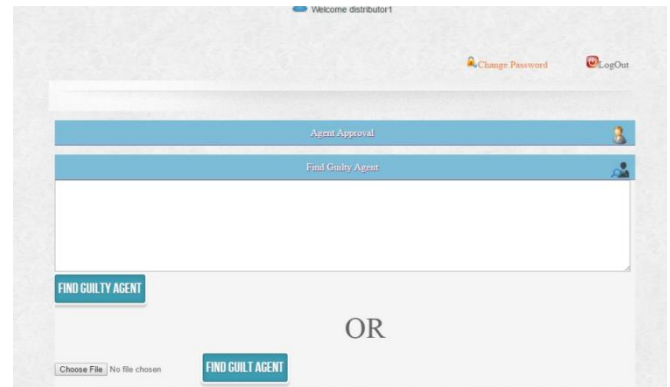 Welcome distributor1
Change Password LogOut
Agent Approval
Find Guilty Agent
FIND GUILTY AGENT
OR
Choose File No file chosen FIND GUILT AGENT